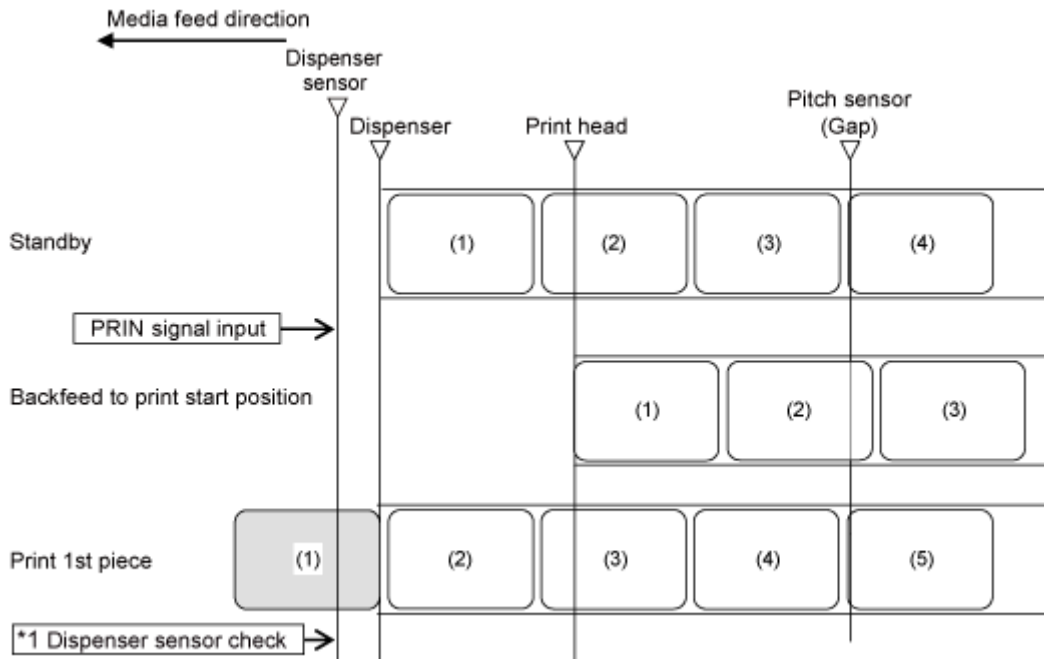 Media feed direction
Dispenser
sensor
Dispenser
Print head
Pitch sensor
(Gap)
Standby
(1)
(2)
(3)
(4)
PRIN signal input
Backfeed to print start position
(1)
(2)
(3)
Print 1st piece
(1)
(2)
(3)
(4)
(5)
*1 Dispenser sensor check